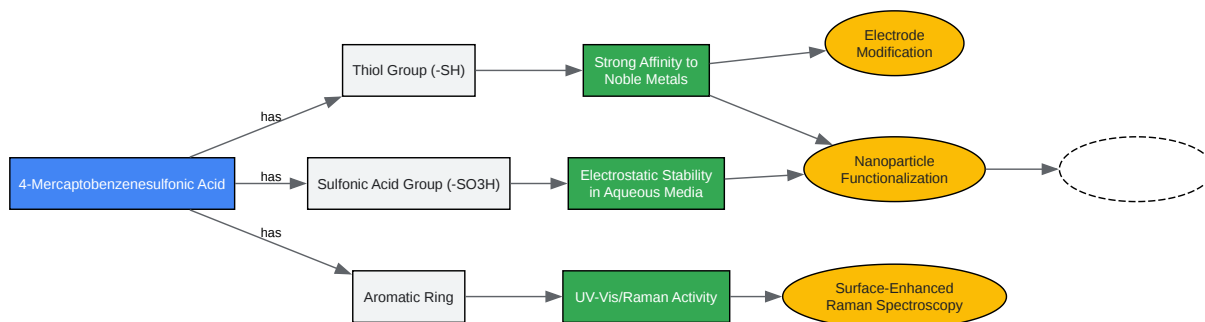 Electrode
Modification
Thiol Group (-SH)
Strong Affinity to
Noble Metals
has
4-Mercaptobenzenesulfonic Acid
has
Sulfonic Acid Group (-SO3H)
Electrostatic Stability
in Aqueous Media
Nanoparticle
Functionalization
has
Aromatic Ring
UV-Vis/Raman Activity
Surface-Enhanced
Raman Spectroscopy